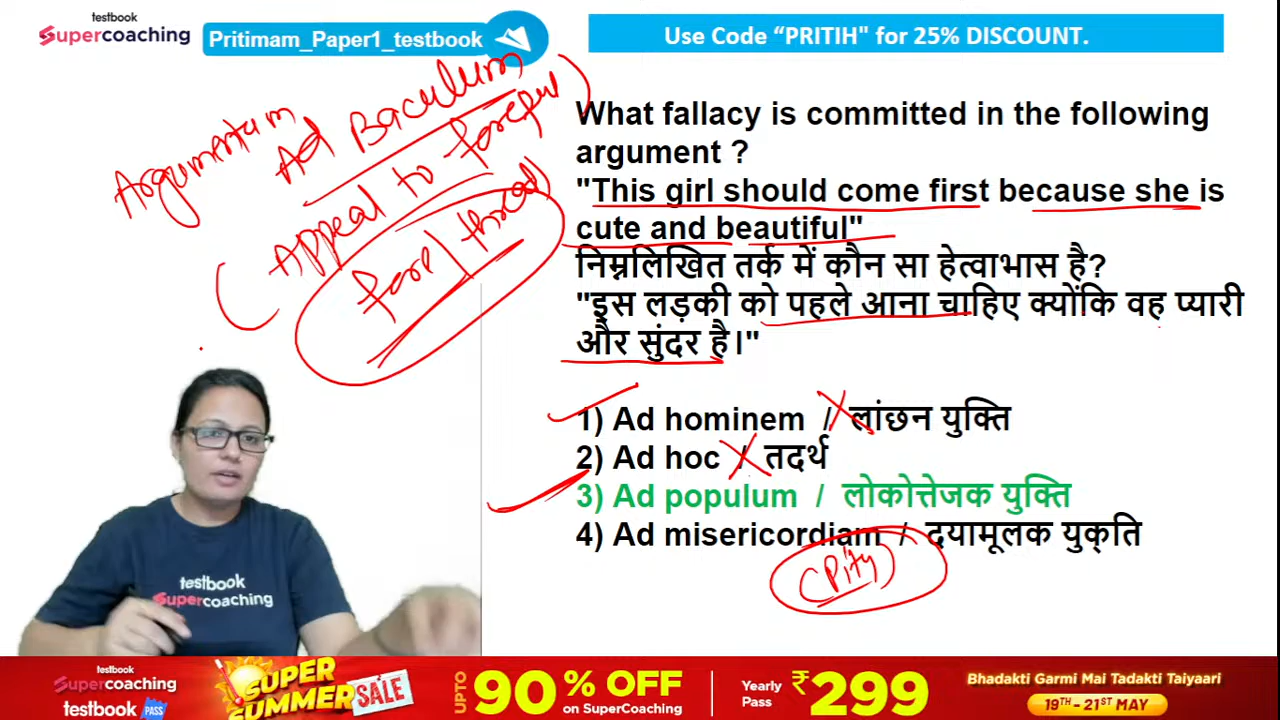 testbook
Supercoaching
Pritimam_Paper1_testbook
Use Code “PRITIH" for 25% DISCOUNT.
Argumentum
Ad Baculum
(Appeal to
What fallacy is committed in the following
argument ?
"This girl should come first because she is
cute and beautiful"
निम्नलिखित तर्क में कौन सा हेत्वाभास है?
"इस लड़की को पहले आना चाहिए क्योंकि वह प्यारी
और सुंदर है।"
1) Ad hominem / लांछन युक्ति
2) Ad hoc / तदर्थ
3) Ad populum / लोकोत्तेजक युक्ति
4) Ad misericordiam / दयामूलक युक्ति
(Pity)
testbook
Supercoaching
testbook
Supercoaching
testbook PASS
SUPER
SUMMER
SALE
UPTO
90% OFF
on SuperCoaching
Yearly
Pass
₹299
Bhadakti Garmi Mai Tadakti Taiyaari
19TH - 21ST MAY